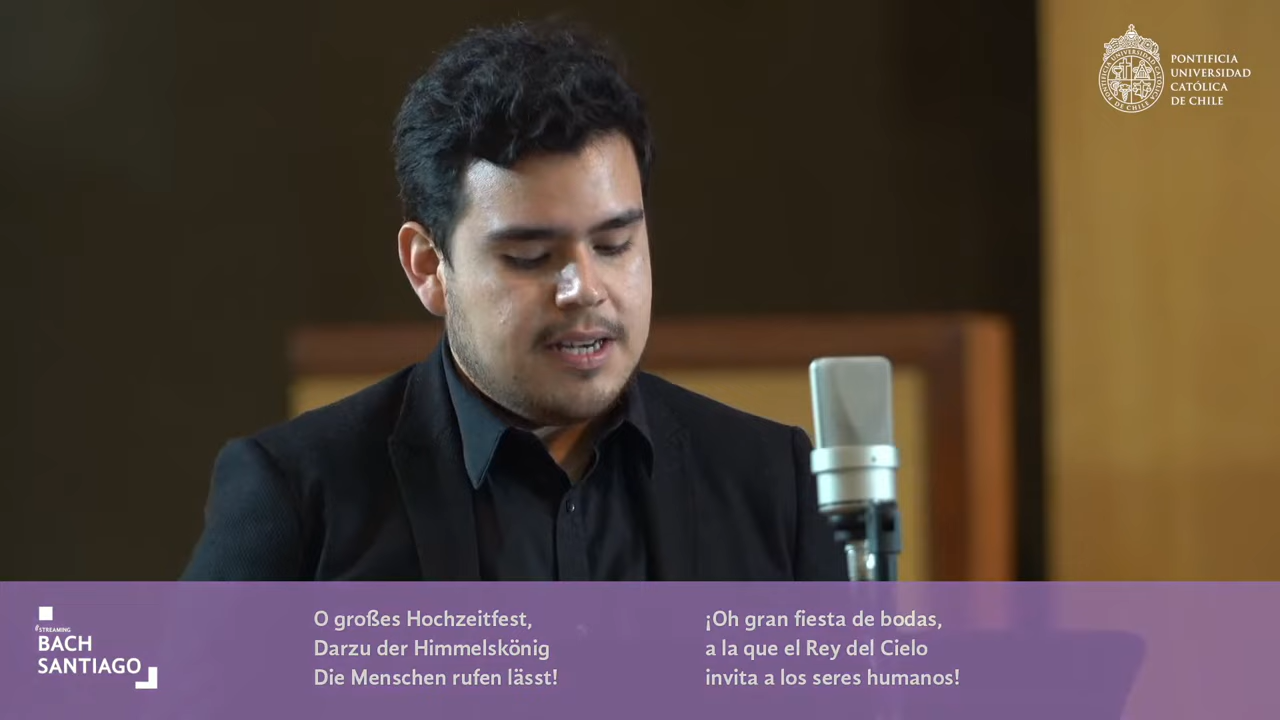 PONTIFICIA
UNIVERSIDAD
CATÓLICA
DE CHILE
#STREAMING
BACH
SANTIAGO
O großes Hochzeitfest,
Darzu der Himmelskönig
Die Menschen rufen lässt!
¡Oh gran fiesta de bodas,
a la que el Rey del Cielo
invita a los seres humanos!